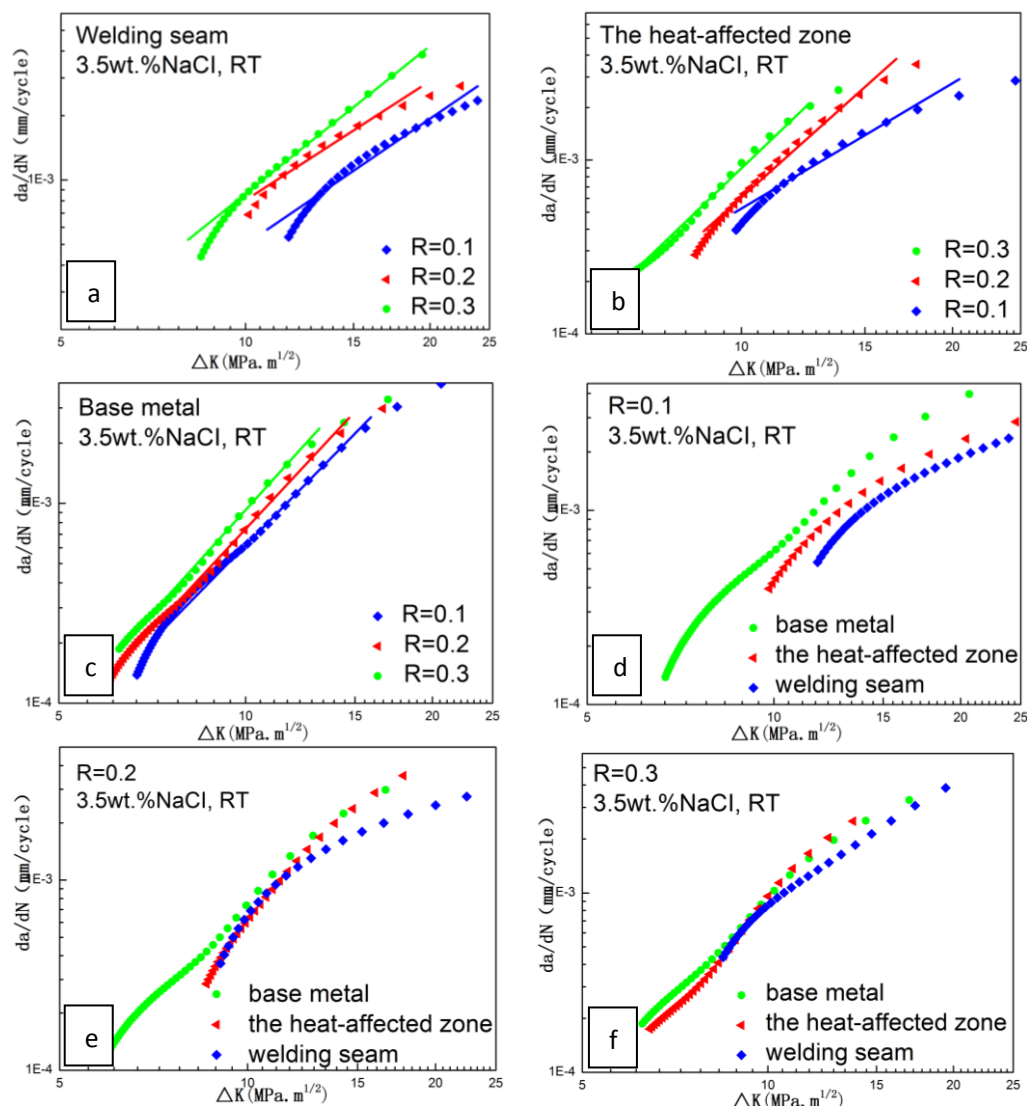 Welding seam
3.5wt.%NaCl, RT
da/dN (mm/cycle)
1E-3
a
R=0.1
R=0.2
R=0.3
5
10
15
20
25
△K(MPa.m^1/2)
The heat-affected zone
3.5wt.%NaCl, RT
da/dN (mm/cycle)
1E-3
1E-4
b
R=0.3
R=0.2
R=0.1
5
10
15
20
25
△K(MPa.m^1/2)
Base metal
3.5wt.%NaCl, RT
da/dN (mm/cycle)
1E-3
1E-4
c
R=0.1
R=0.2
R=0.3
5
10
15
20
25
△K(MPa.m^1/2)
R=0.1
3.5wt.%NaCl, RT
da/dN (mm/cycle)
1E-3
1E-4
d
base metal
the heat-affected zone
welding seam
5
10
15
20
25
△K(MPa.m^1/2)
R=0.2
3.5wt.%NaCl, RT
da/dN (mm/cycle)
1E-3
1E-4
e
base metal
the heat-affected zone
welding seam
5
10
15
20
25
△K(MPa.m^1/2)
R=0.3
3.5wt.%NaCl, RT
da/dN (mm/cycle)
1E-3
1E-4
f
base metal
the heat-affected zone
welding seam
5
10
15
20
25
△K(MPa.m^1/2)